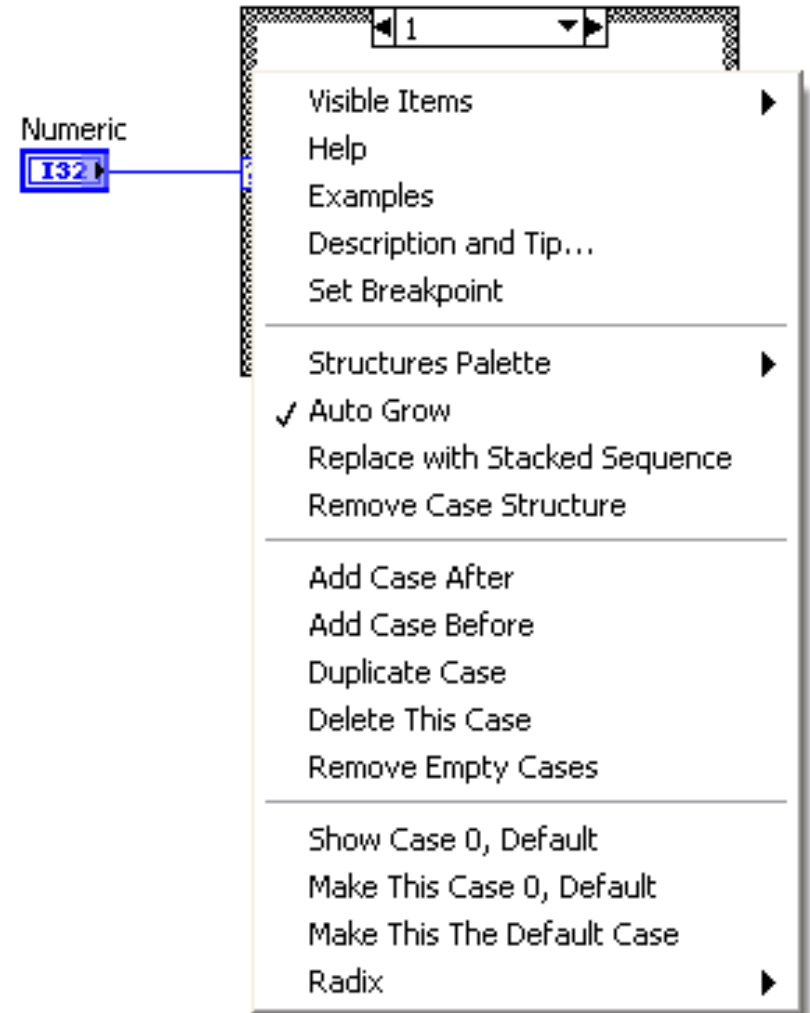 1
Visible Items
Numeric
Help
I32
Examples
Description and Tip...
Set Breakpoint
Structures Palette
Auto Grow
Replace with Stacked Sequence
Remove Case Structure
Add Case After
Add Case Before
Duplicate Case
Delete This Case
Remove Empty Cases
Show Case 0, Default
Make This Case 0, Default
Make This The Default Case
Radix